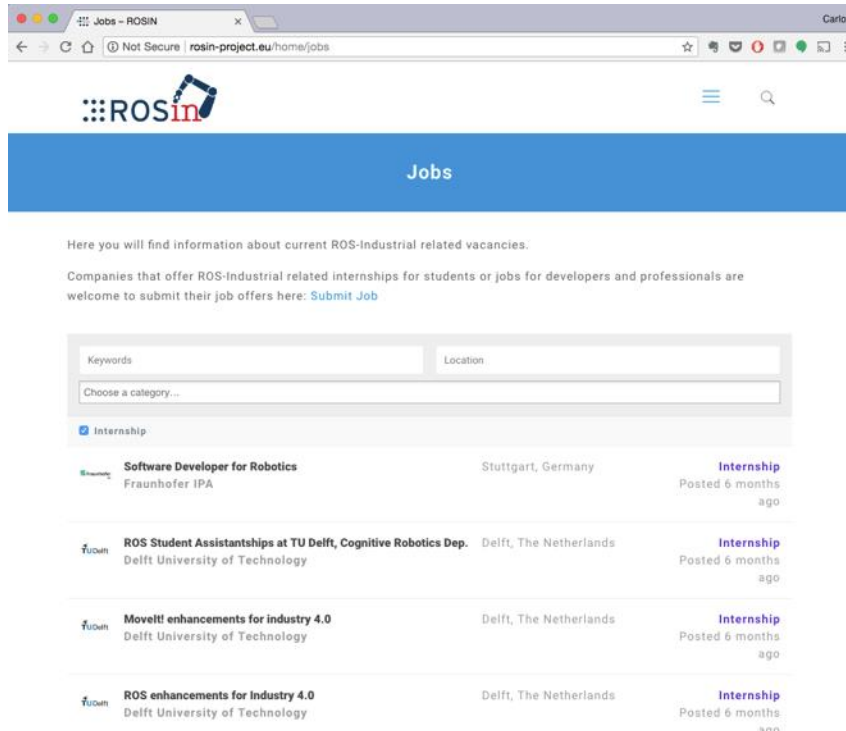 Jobs – ROSIN
Carlo
Not Secure rosin-project.eu/home/jobs
ROSin
Jobs
Here you will find information about current ROS-Industrial related vacancies.
Companies that offer ROS-Industrial related internships for students or jobs for developers and professionals are
welcome to submit their job offers here: Submit Job
Keywords Location
Choose a category...
Internship
Fraunhofer Software Developer for Robotics Stuttgart, Germany Internship
Fraunhofer IPA Posted 6 months
ago
TUDelft ROS Student Assistantships at TU Delft, Cognitive Robotics Dep. Delft, The Netherlands Internship
Delft University of Technology Posted 6 months
ago
TUDelft MoveIt! enhancements for industry 4.0 Delft, The Netherlands Internship
Delft University of Technology Posted 6 months
ago
TUDelft ROS enhancements for Industry 4.0 Delft, The Netherlands Internship
Delft University of Technology Posted 6 months
ago